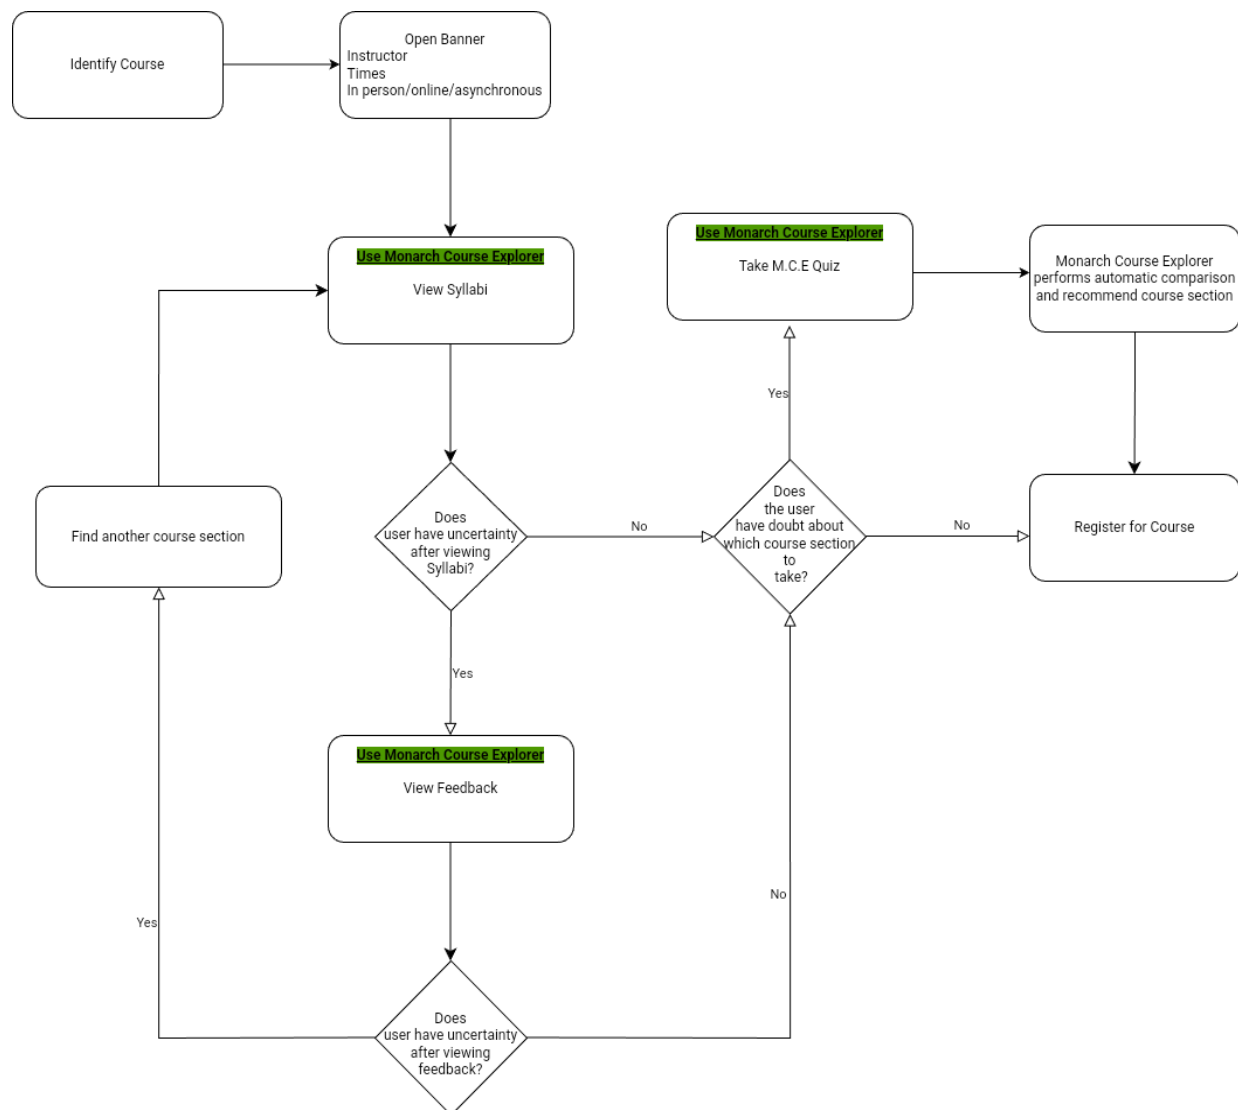 Identify Course
Open Banner
Instructor
Times
In person/online/asynchronous
Use Monarch Course Explorer
View Syllabi
Use Monarch Course Explorer
Take M.C.E Quiz
Monarch Course Explorer
performs automatic comparison
and recommend course section
Yes
Find another course section
Does
user have uncertainty
after viewing
Syllabi?
No
Does
the user
have doubt about
which course section
to
take?
No
Register for Course
Yes
Use Monarch Course Explorer
View Feedback
Yes
No
Does
user have uncertainty
after viewing
feedback?